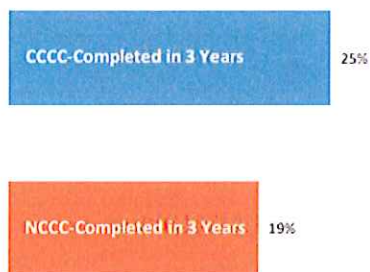 CCCC-Completed in 3 Years 25%
NCCC-Completed in 3 Years 19%